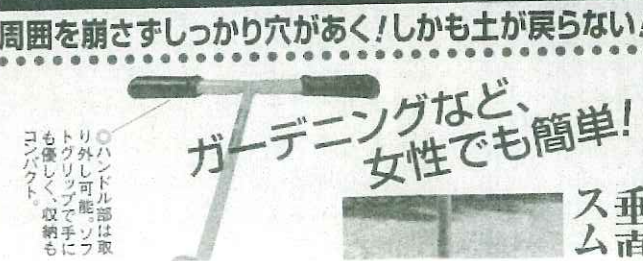 周囲を崩さずしっかり穴があく！しかも土が戻らない！
ガーデニングなど、
女性でも簡単！
◎ハンドル部は取
り外し可能。ソフ
トグリップで手に
も優しく、収納も
コンパクト。
垂直
スム